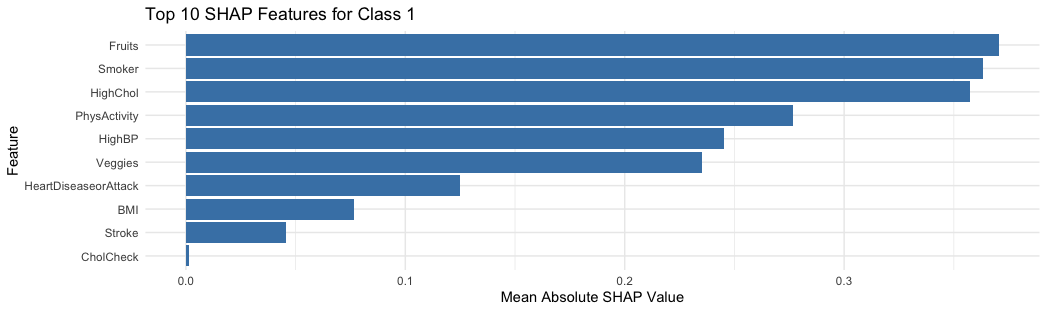 Top 10 SHAP Features for Class 1
Feature
Fruits
Smoker
HighChol
PhysActivity
HighBP
Veggies
HeartDiseaseorAttack
BMI
Stroke
CholCheck
0.0 0.1 0.2 0.3
Mean Absolute SHAP Value